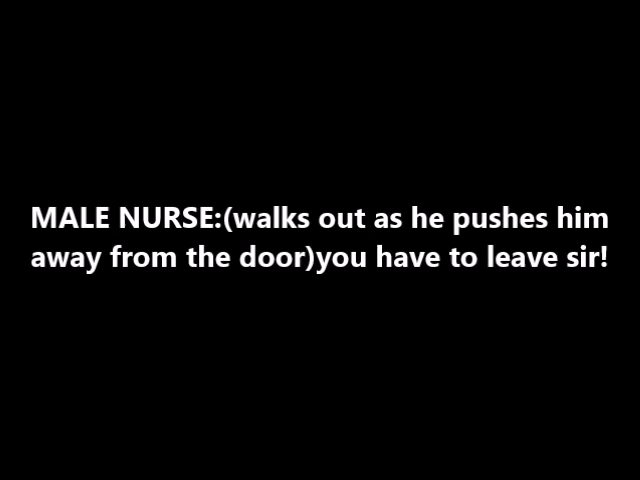 MALE NURSE:(walks out as he pushes him
away from the door)you have to leave sir!